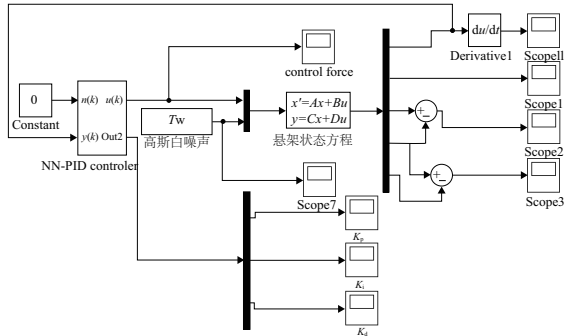 du/dt
Derivative1
Scopell
control force
0
Constant
n(k) u(k)
y(k) Out2
NN-PID controler
Tw
高斯白噪声
x'=Ax+Bu
y=Cx+Du
悬架状态方程
Scope1
+
−
Scope2
+
−
Scope3
Scope7
Kp
Ki
Kd